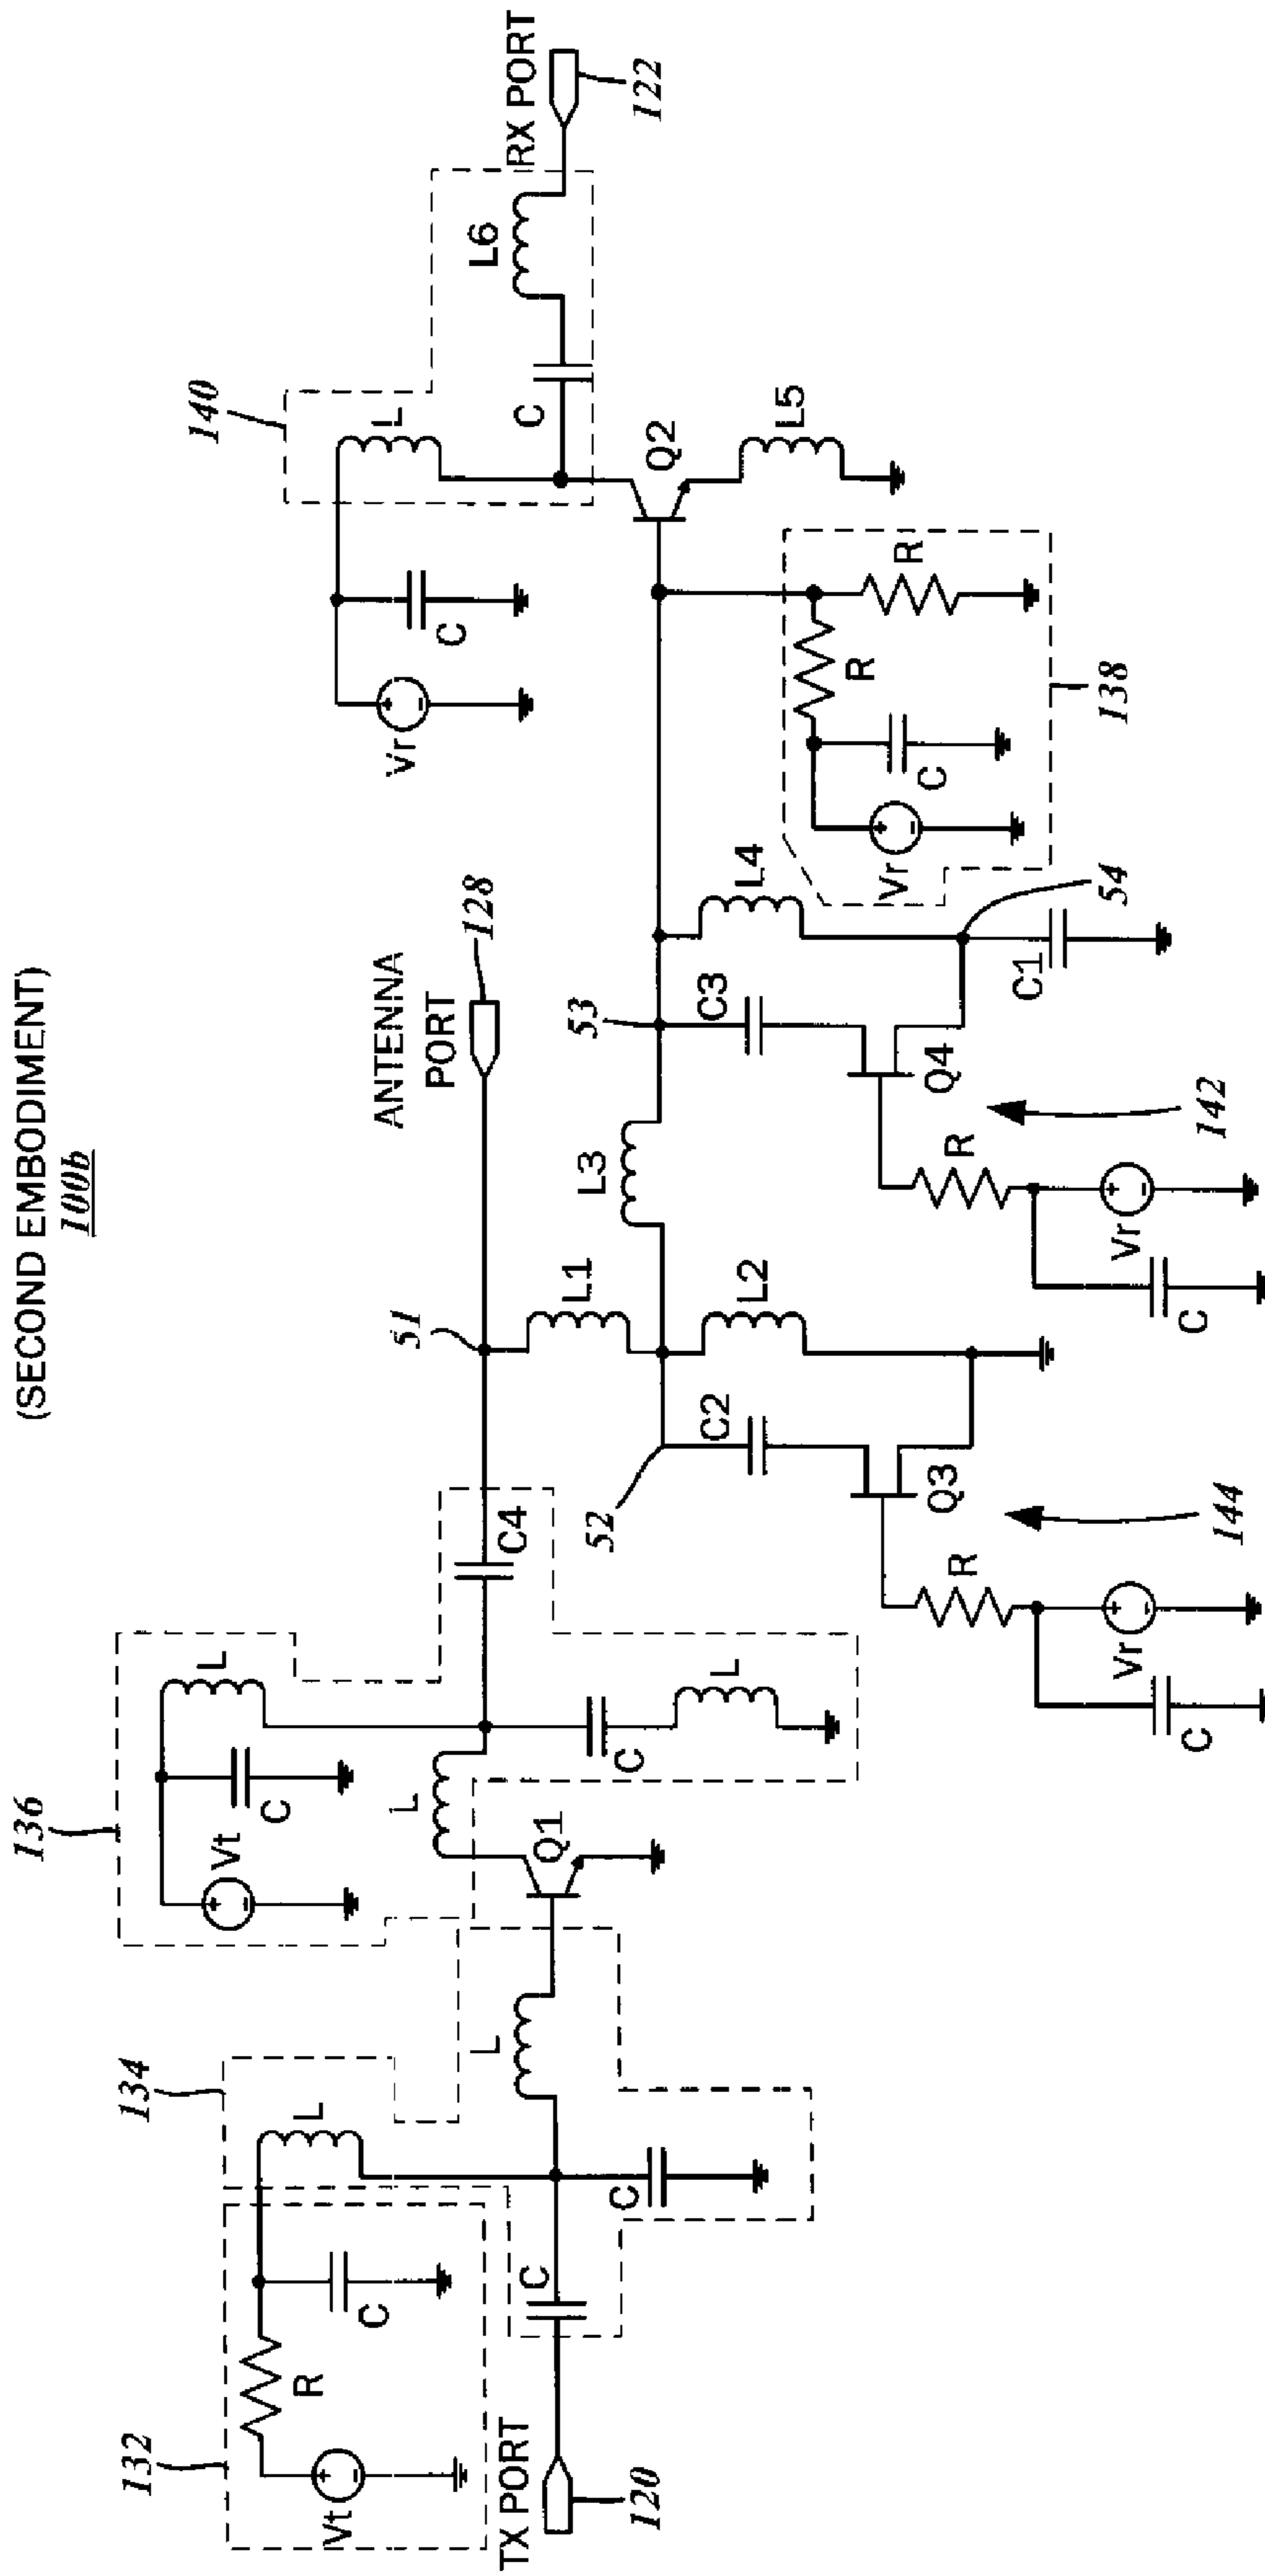 (SECOND EMBODIMENT)
100b
132
R
Vt
C
134
L
TX PORT
120
C
C
L
136
Vt
C
L
L
Q1
C
L
C4
51
ANTENNA
PORT
128
L1
52
C2
L2
L3
53
Q3
144
R
Vr
C
C3
L4
Q4
54
C1
142
R
Vr
C
Vr
C
R
R
138
Vr
C
140
L
C
L6
RX PORT
122
Q2
L5